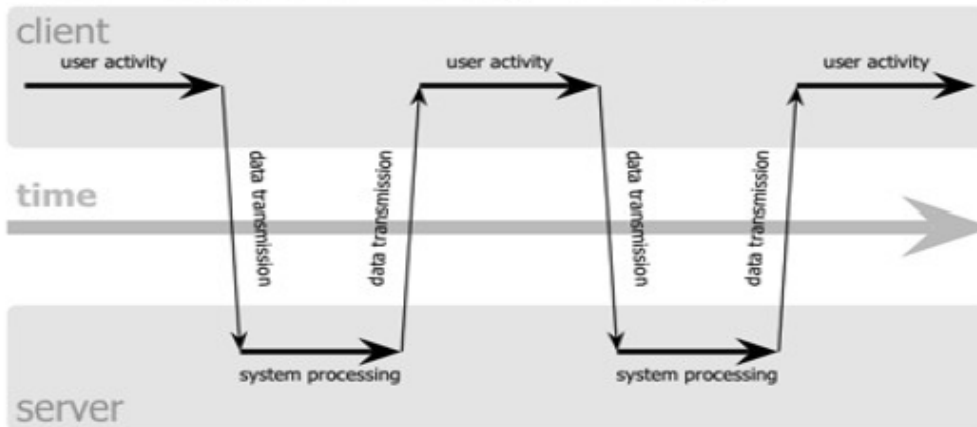 client
user activity
user activity
user activity
data transmission
data transmission
data transmission
data transmission
time
system processing
system processing
server